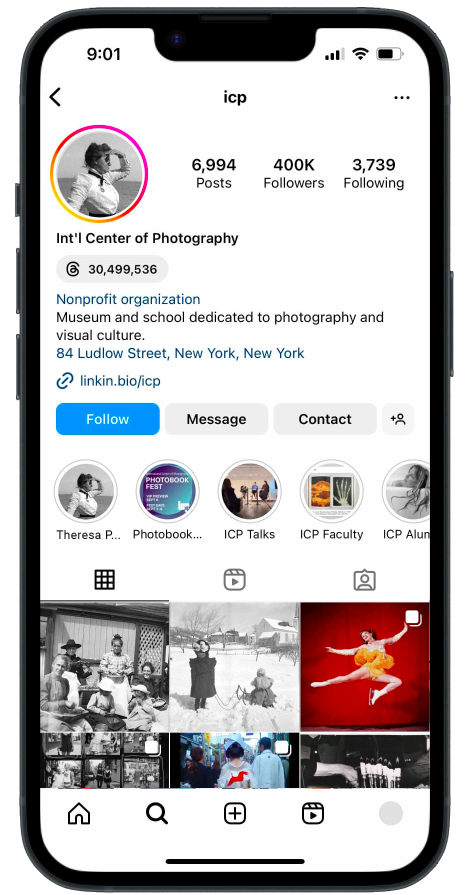 9:01
icp
6,994
Posts
400K
Followers
3,739
Following
Int'l Center of Photography
30,499,536
Nonprofit organization
Museum and school dedicated to photography and
visual culture.
84 Ludlow Street, New York, New York
linkin.bio/icp
Follow
Message
Contact
PHOTOBOOK
FEST
VIP PREVIEW
Theresa P...
Photobook...
ICP Talks
ICP Faculty
ICP Alum